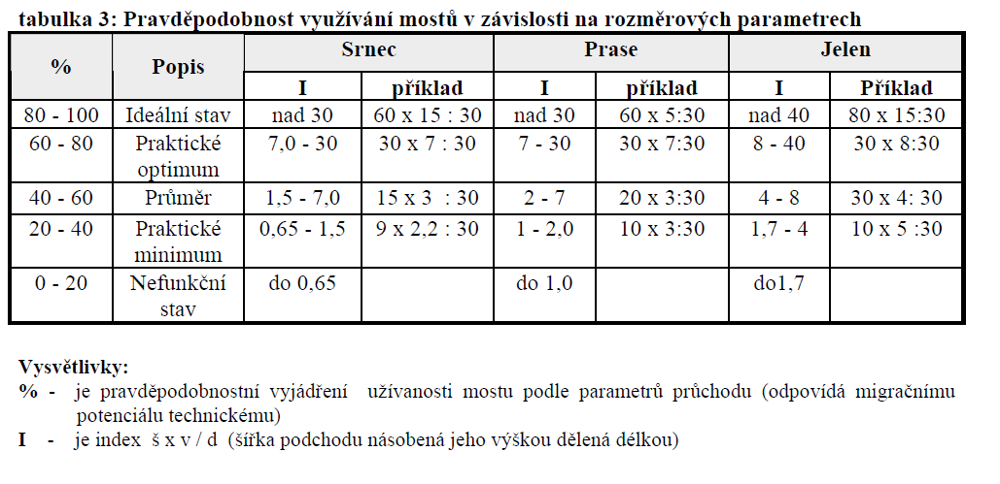 tabulka 3: Pravděpodobnost využívání mostů v závislosti na rozměrových parametrech
% Popis Srnec Prase Jelen
I příklad I příklad I Příklad
80 - 100 Ideální stav nad 30 60 x 15 : 30 nad 30 60 x 5:30 nad 40 80 x 15:30
60 - 80 Praktické optimum 7,0 - 30 30 x 7 : 30 7 - 30 30 x 7:30 8 - 40 30 x 8:30
40 - 60 Průměr 1,5 - 7,0 15 x 3 : 30 2 - 7 20 x 3:30 4 - 8 30 x 4: 30
20 - 40 Praktické minimum 0,65 - 1,5 9 x 2,2 : 30 1 - 2,0 10 x 3:30 1,7 - 4 10 x 5 :30
0 - 20 Nefunkční stav do 0,65 do 1,0 do1,7
Vysvětlivky:
% - je pravděpodobnostní vyjádření užívanosti mostu podle parametrů průchodu (odpovídá migračnímu
potenciálu technickému)
I - je index š x v / d (šířka podchodu násobená jeho výškou dělená délkou)